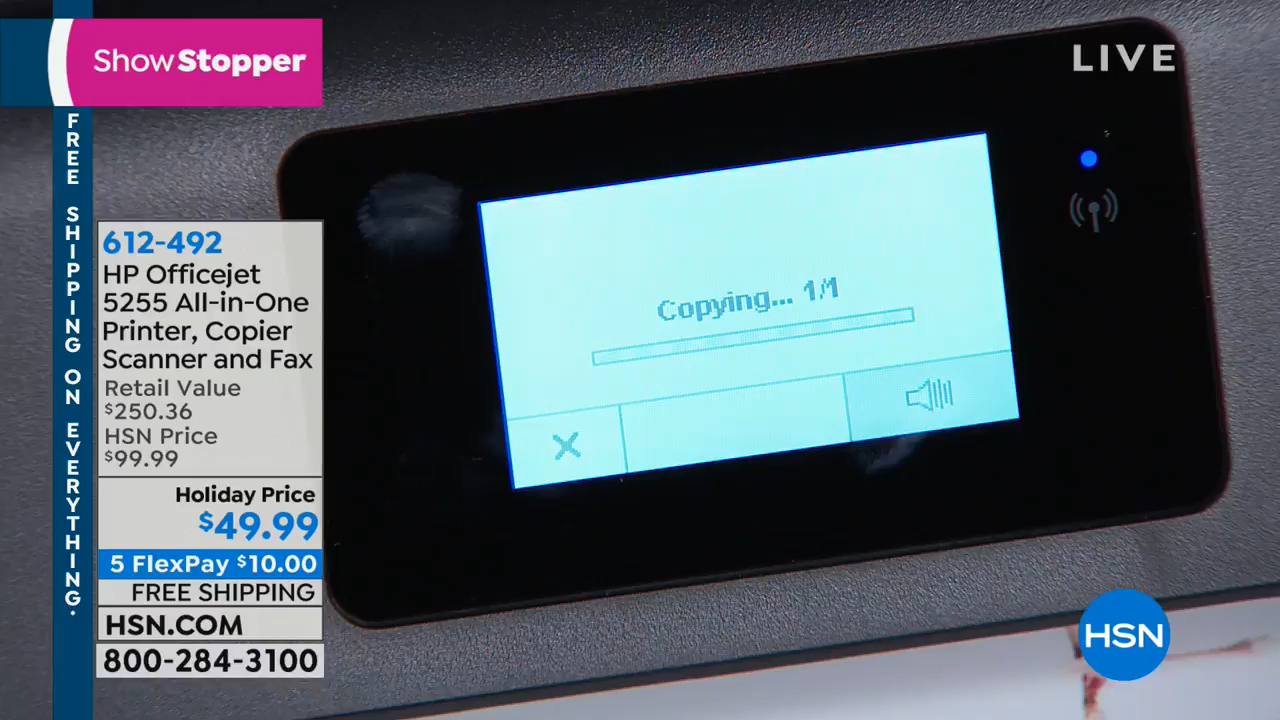 ShowStopper
LIVE
FREE SHIPPING ON EVERYTHING.*
612-492
HP Officejet
5255 All-in-One
Printer, Copier
Scanner and Fax
Retail Value
$250.36
HSN Price
$99.99
Holiday Price
$49.99
5 FlexPay $10.00
FREE SHIPPING
HSN.COM
800-284-3100
Copying... 1/1
HSN